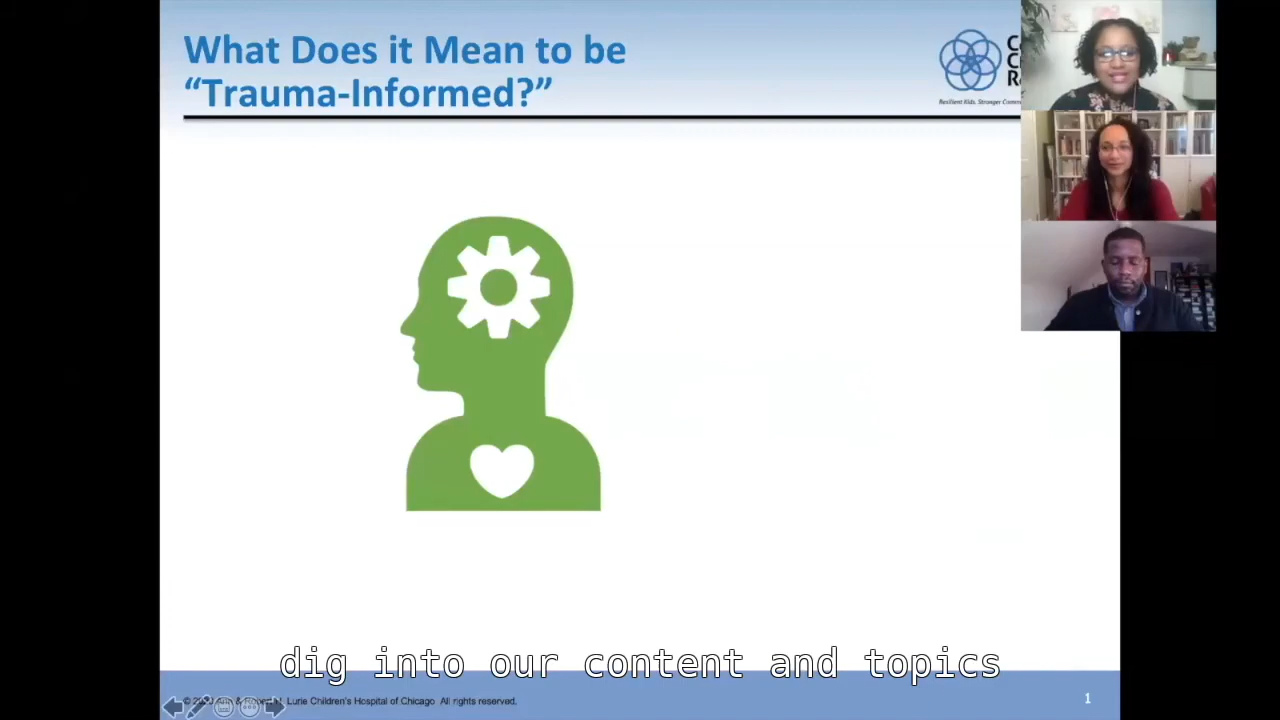 What Does it Mean to be
“Trauma-Informed?”
Resilient Kids. Stronger
dig into our content and topics
Lurie Children's Hospital of Chicago All rights reserved.
1